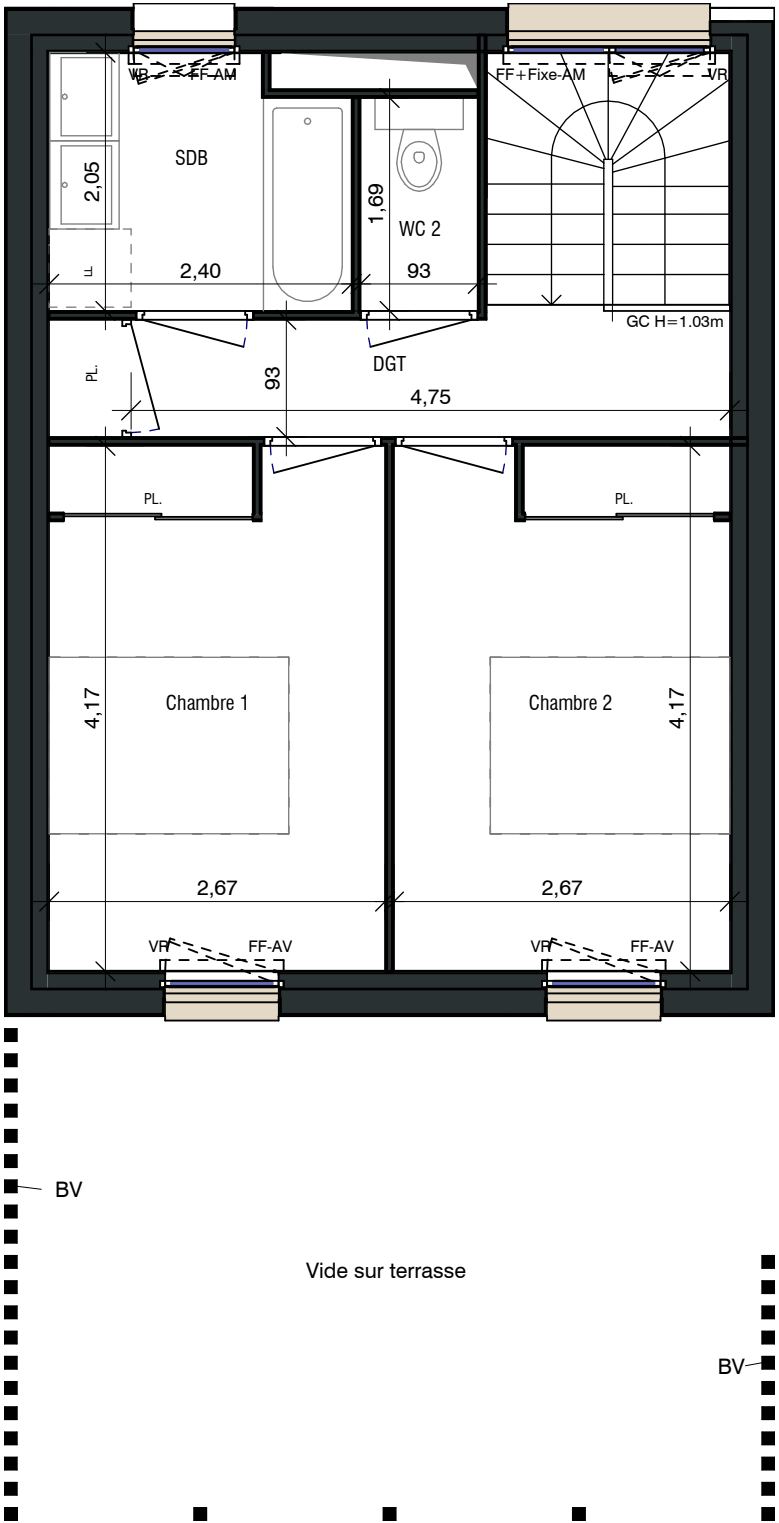 VR FF-AM
FF+Fixe-AM VR
SDB
2,05
1,69
WC 2
LL
2,40
93
GC H=1.03m
PL.
93
DGT
4,75
PL.
PL.
4,17
Chambre 1
Chambre 2
4,17
2,67
2,67
VR FF-AV
VR FF-AV
BV
Vide sur terrasse
BV